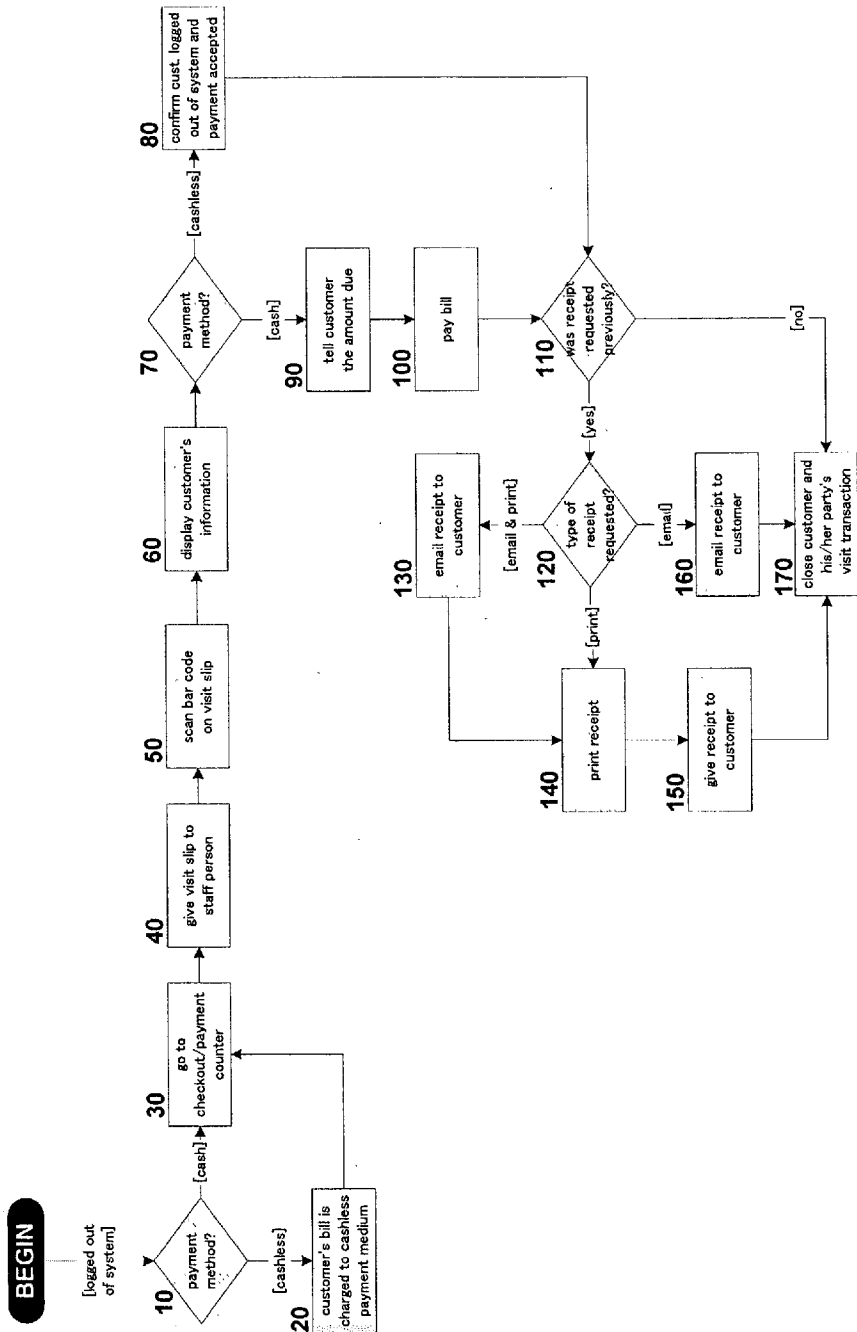 BEGIN
[logged out
of system]
10
payment
method?
[cash]
[cashless]
20
customer's bill is
charged to cashless
payment medium
30
go to
checkout/payment
counter
40
give visit slip to
staff person
50
scan bar code
on visit slip
60
display customer's
information
70
payment
method?
[cashless]
80
confirm cust. logged
out of system and
payment accepted
[cash]
90
tell customer
the amount due
100
pay bill
110
was receipt
requested
previously?
[no]
[yes]
120
type of
receipt
requested?
[email & print]
130
email receipt to
customer
[print]
140
print receipt
150
give receipt to
customer
[email]
160
email receipt to
customer
170
close customer and
his/her party's
visit transaction